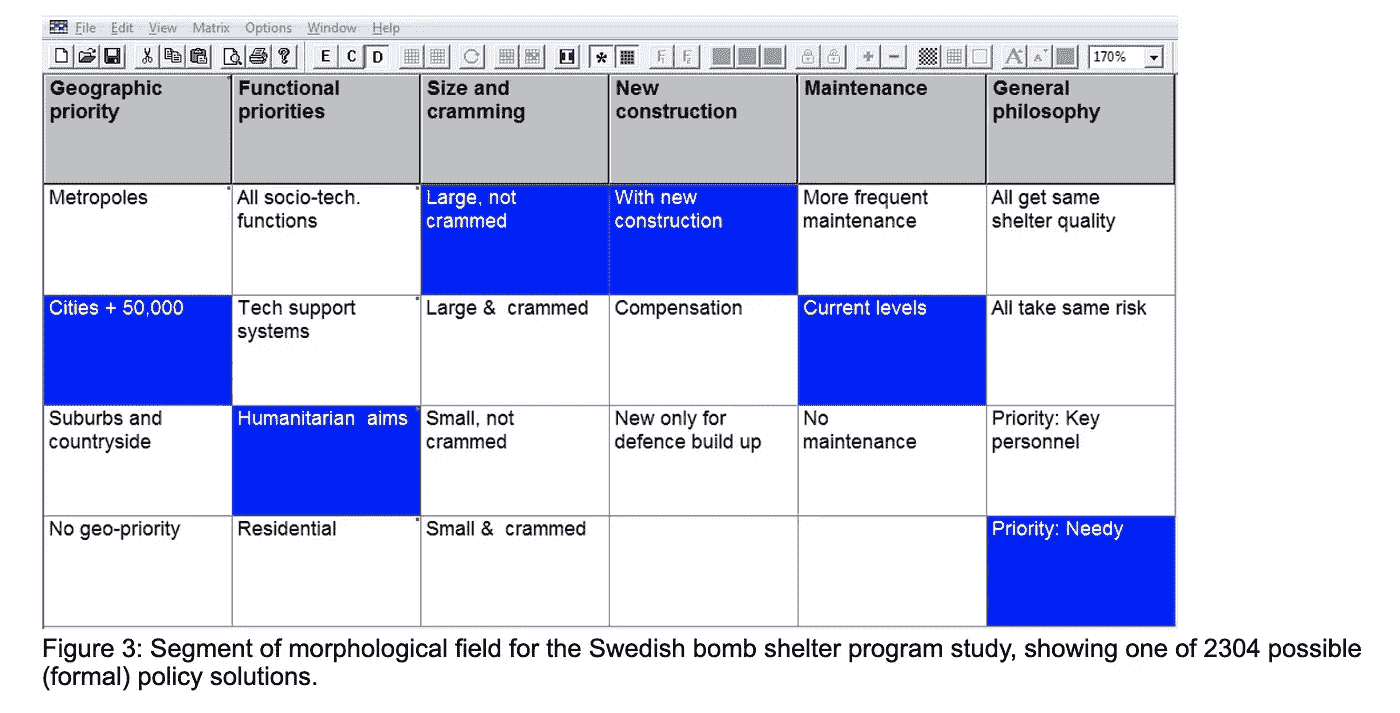 File Edit View Matrix Options Window Help
E C D * F F A A 170%
Geographic priority
Functional priorities
Size and cramming
New construction
Maintenance
General philosophy
Metropoles
All socio-tech. functions
Large, not crammed
With new construction
More frequent maintenance
All get same shelter quality
Cities + 50,000
Tech support systems
Large & crammed
Compensation
Current levels
All take same risk
Suburbs and countryside
Humanitarian aims
Small, not crammed
New only for defence build up
No maintenance
Priority: Key personnel
No geo-priority
Residential
Small & crammed
Priority: Needy
Figure 3: Segment of morphological field for the Swedish bomb shelter program study, showing one of 2304 possible
(formal) policy solutions.